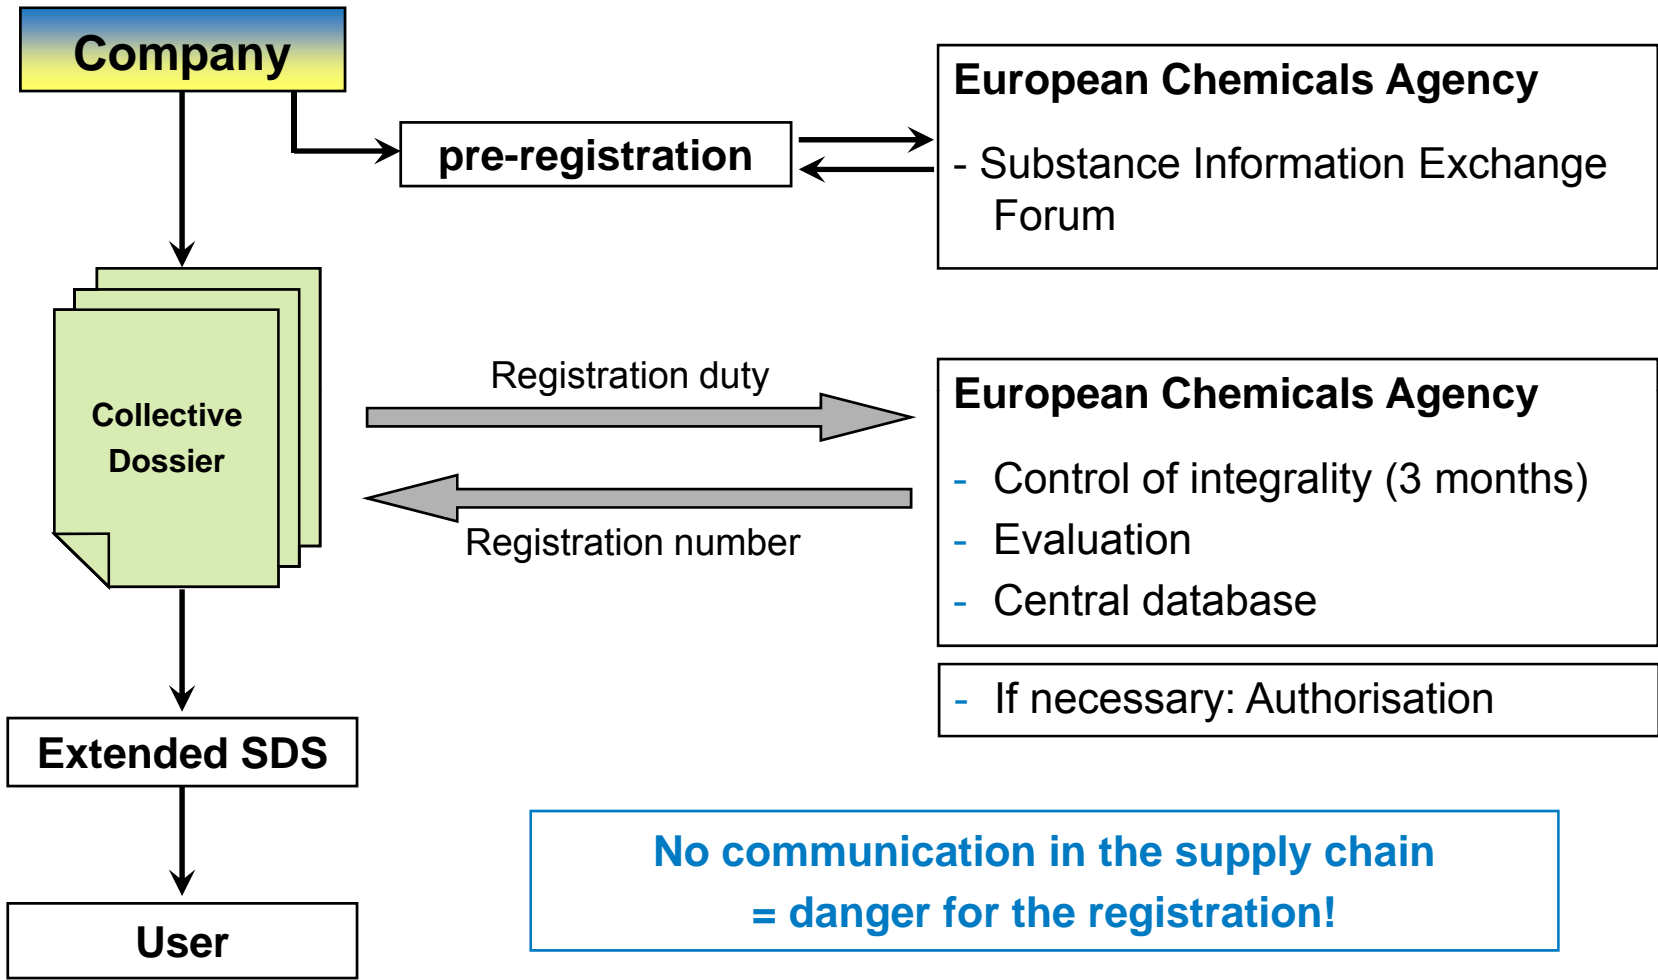 Company
European Chemicals Agency
pre-registration
- Substance Information Exchange
Forum
Collective
Dossier
Registration duty
Registration number
European Chemicals Agency
- Control of integrality (3 months)
- Evaluation
- Central database
- If necessary: Authorisation
Extended SDS
User
No communication in the supply chain
= danger for the registration!